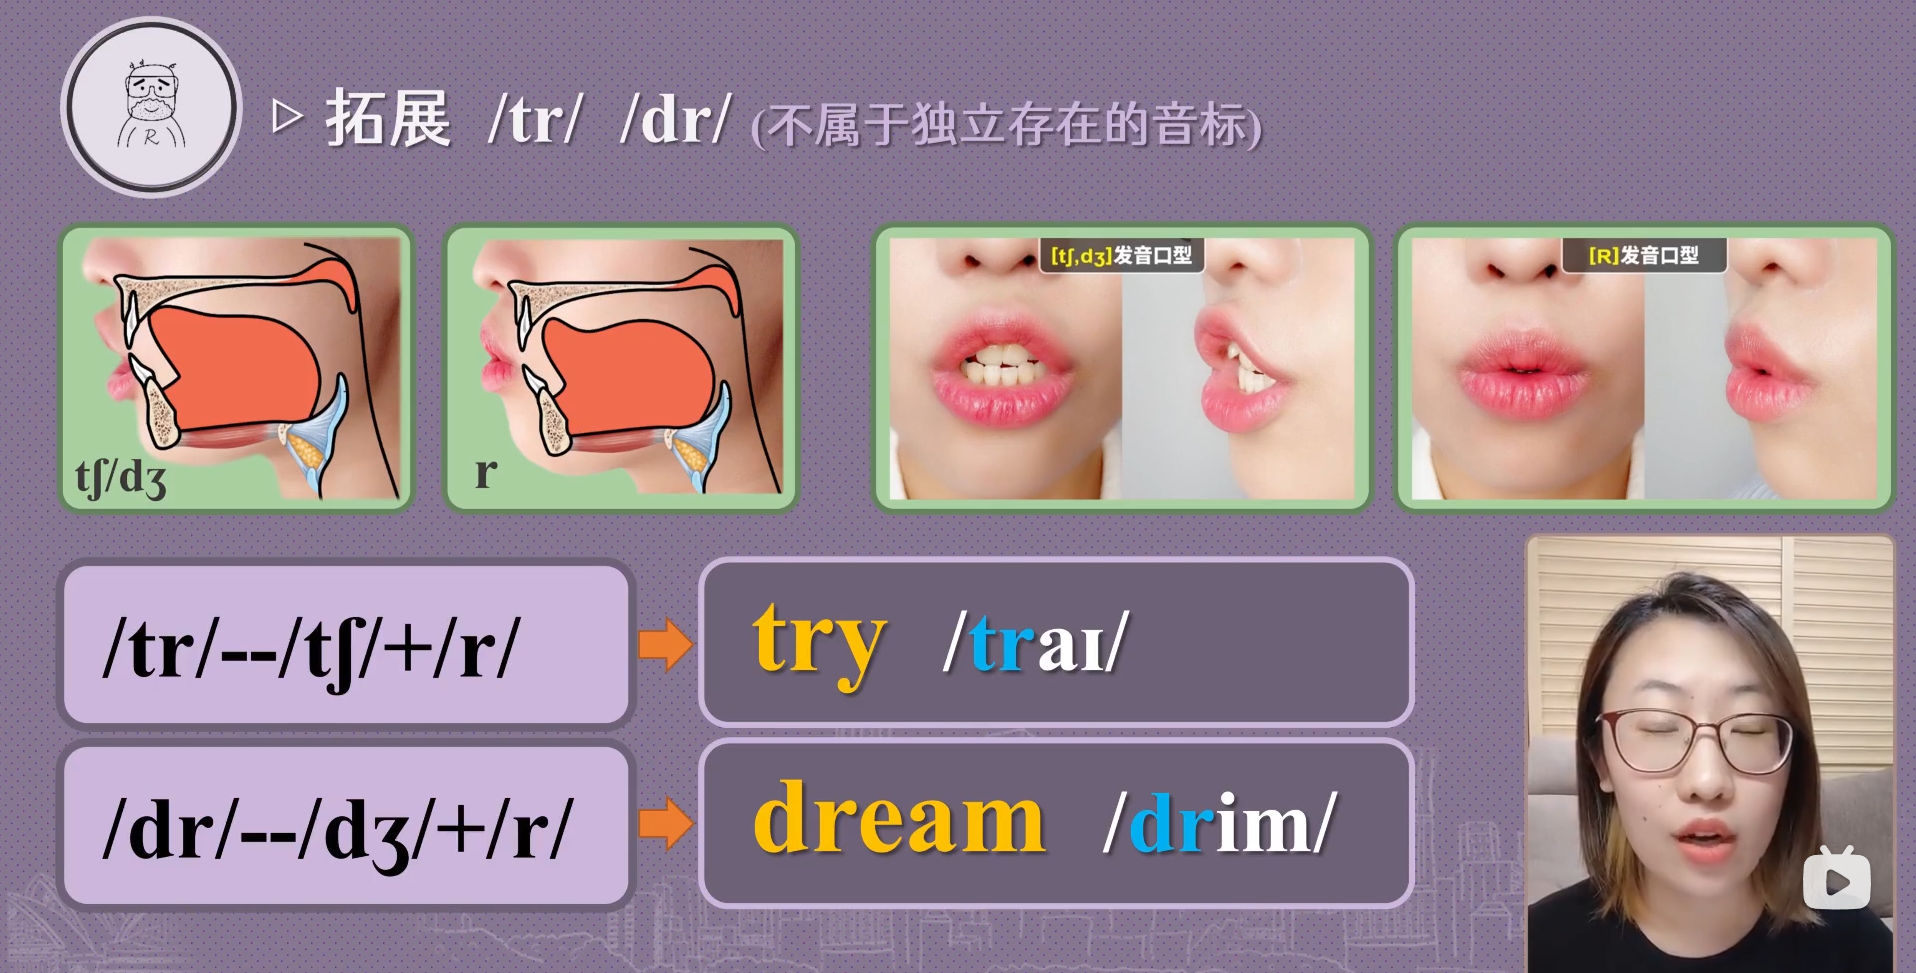 R
拓展 /tr/ /dr/ (不属于独立存在的音标)
tʃ/dʒ
r
[tʃ,dʒ]发音口型
[R]发音口型
/tr/--/tʃ/+/r/
try /traɪ/
/dr/--/dʒ/+/r/
dream /drim/